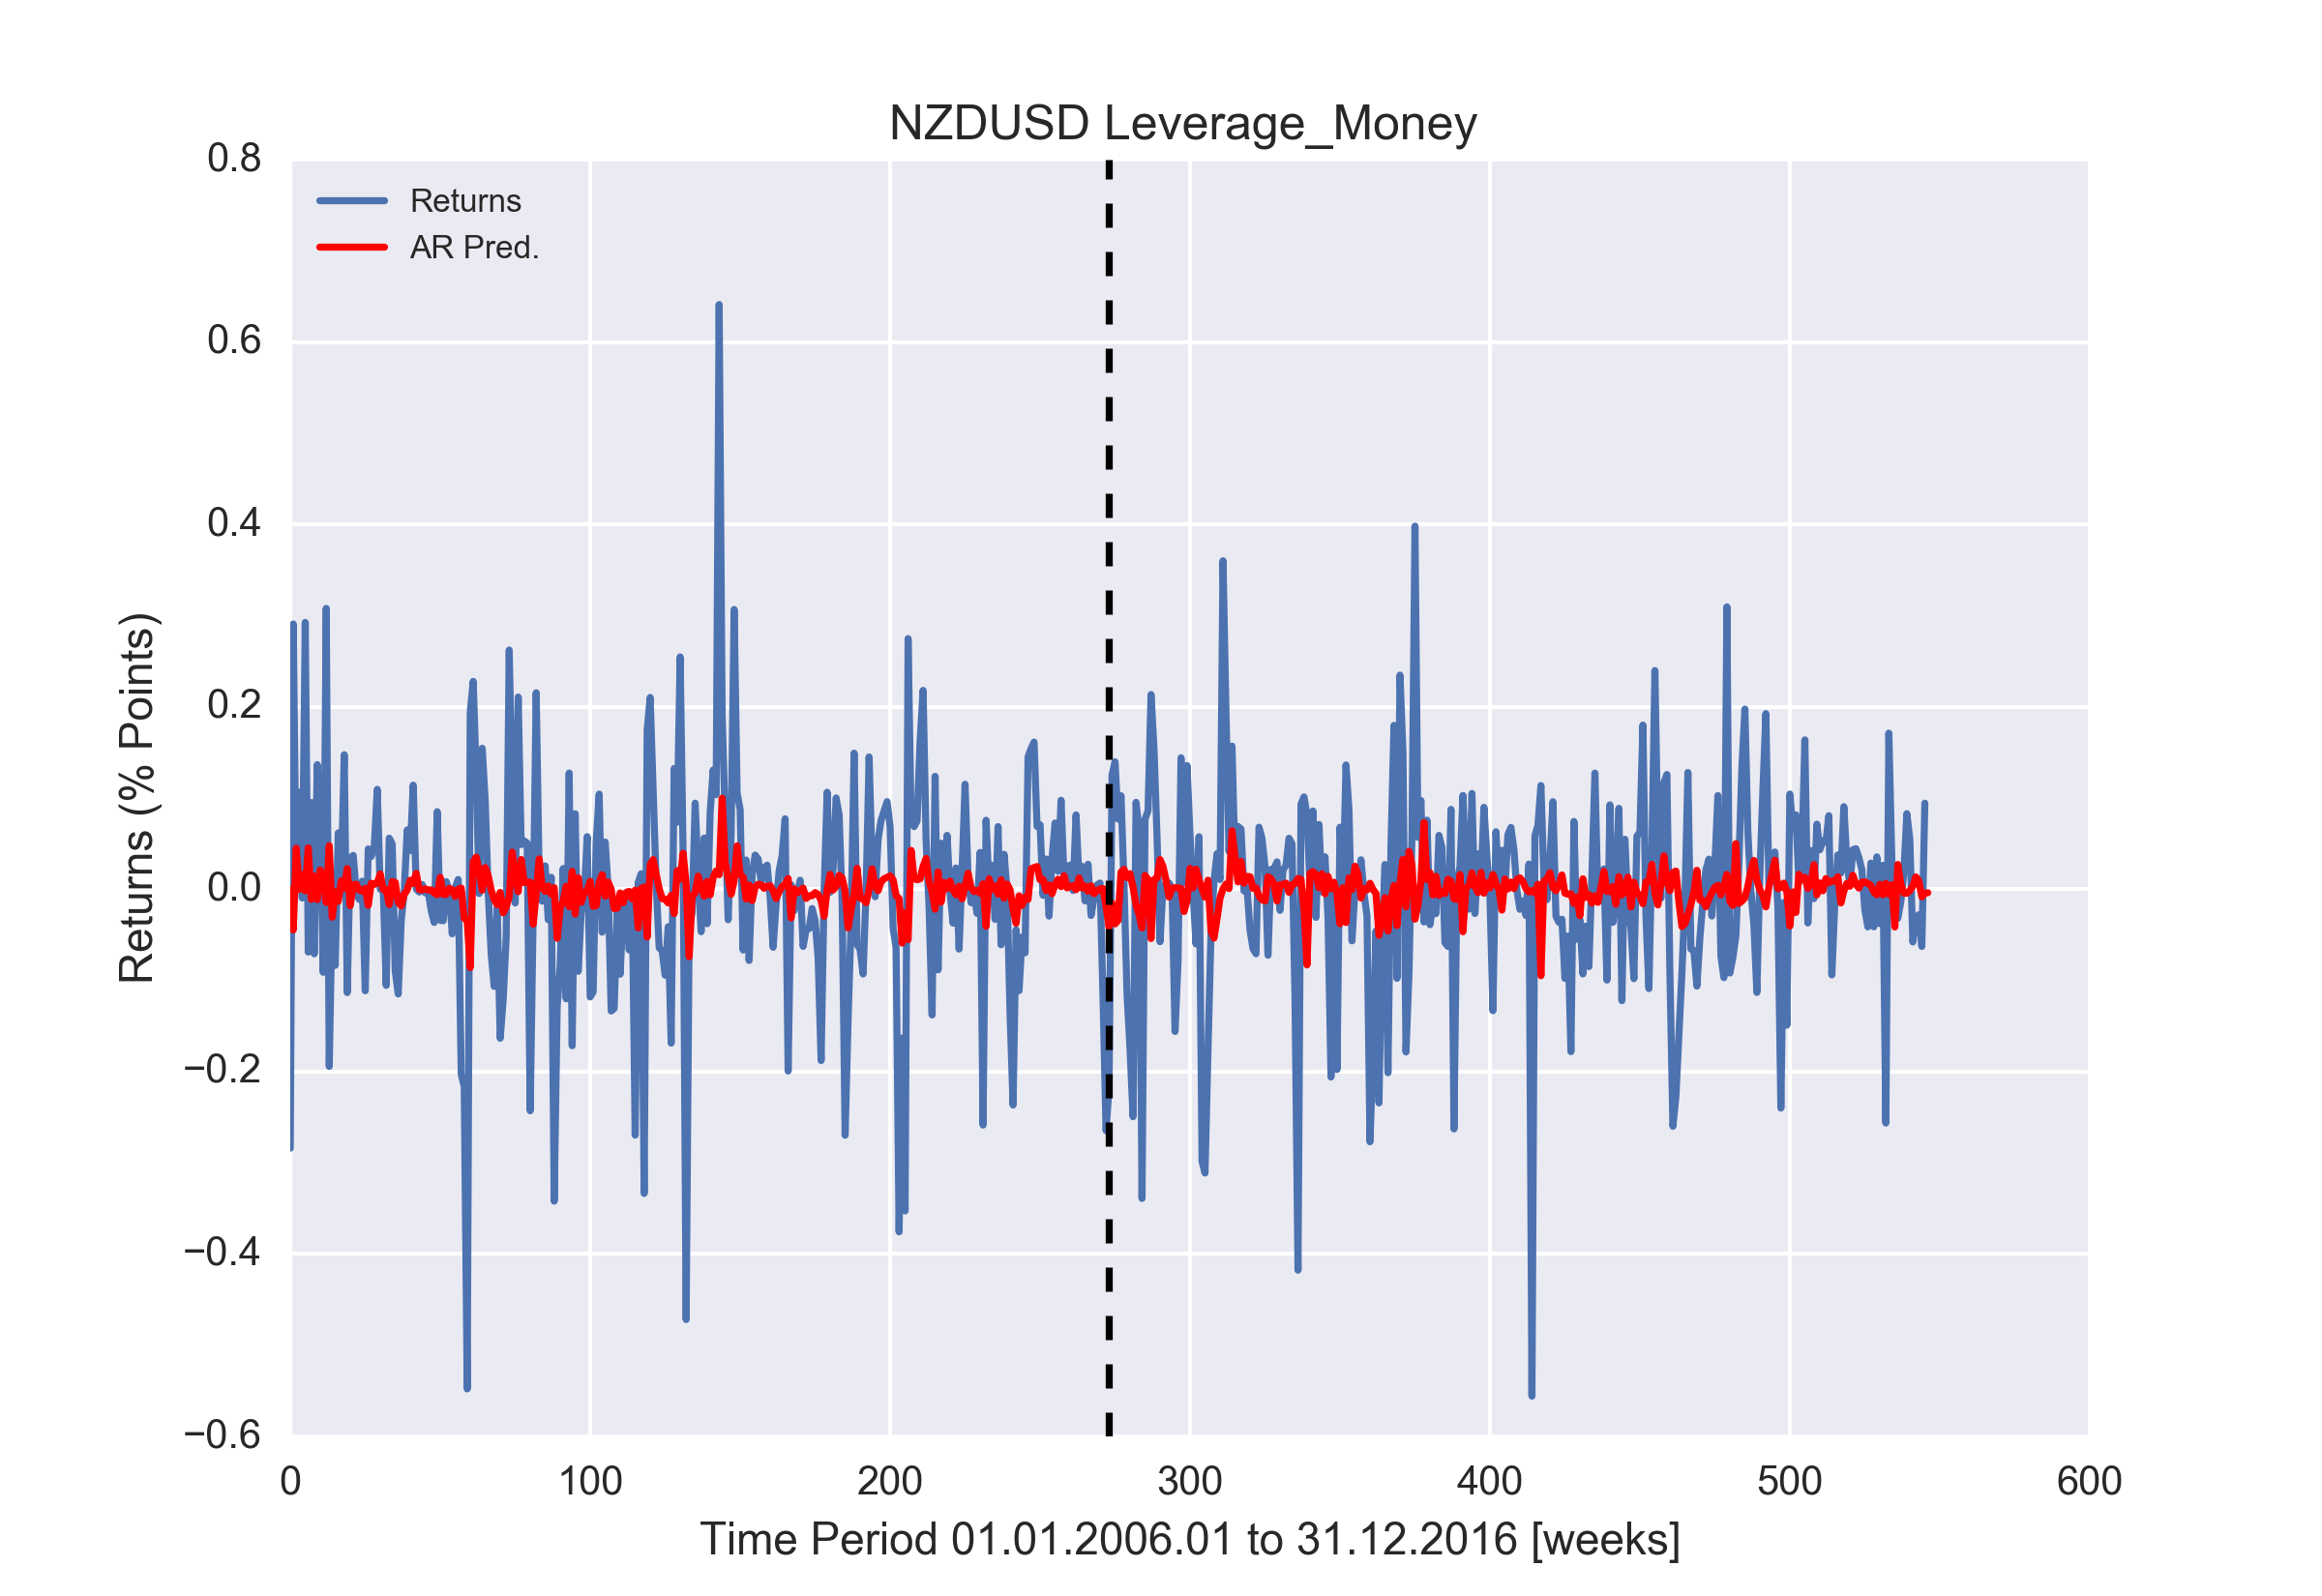 NZDUSD Leverage_Money
Returns
AR Pred.
0.8
0.6
0.4
0.2
0.0
−0.2
−0.4
−0.6
Returns (% Points)
0 100 200 300 400 500 600
Time Period 01.01.2006.01 to 31.12.2016 [weeks]